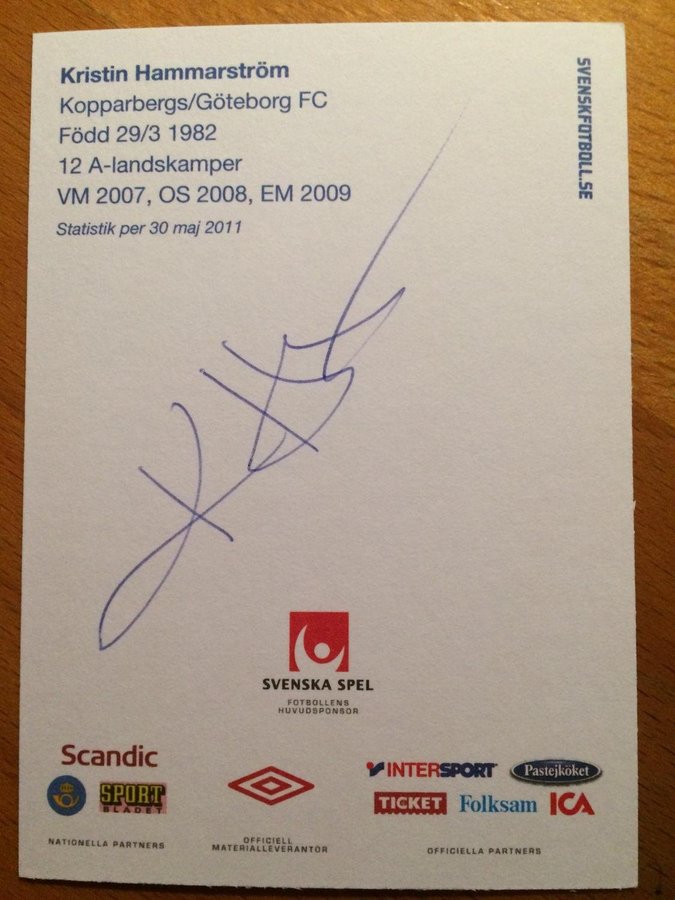 Kristin Hammarström
Kopparbergs/Göteborg FC
Född 29/3 1982
12 A-landskamper
VM 2007, OS 2008, EM 2009
Statistik per 30 maj 2011
SVENSKFOTBOLL.SE
SVENSKA SPEL
FOTBOLLENS
HUVUDSPONSOR
Scandic
SPORT
BLADET
NATIONELLA PARTNERS
OFFICIELL
MATERIALLEVERANTÖR
INTERSPORT
Pastejköket
TICKET
Folksam
ICA
OFFICIELLA PARTNERS